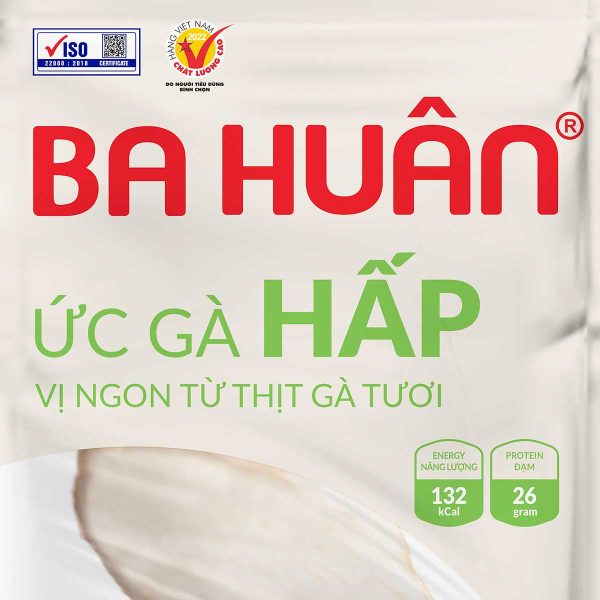 ISO
22000 : 2018 CERTIFICATE
HÀNG VIỆT NAM
2022
CHẤT LƯỢNG CAO
DO NGƯỜI TIÊU DÙNG
BÌNH CHỌN
BA HUÂN®
ỨC GÀ HẤP
VỊ NGON TỪ THỊT GÀ TƯƠI
ENERGY
NĂNG LƯỢNG
132
kCal
PROTEIN
ĐẠM
26
gram